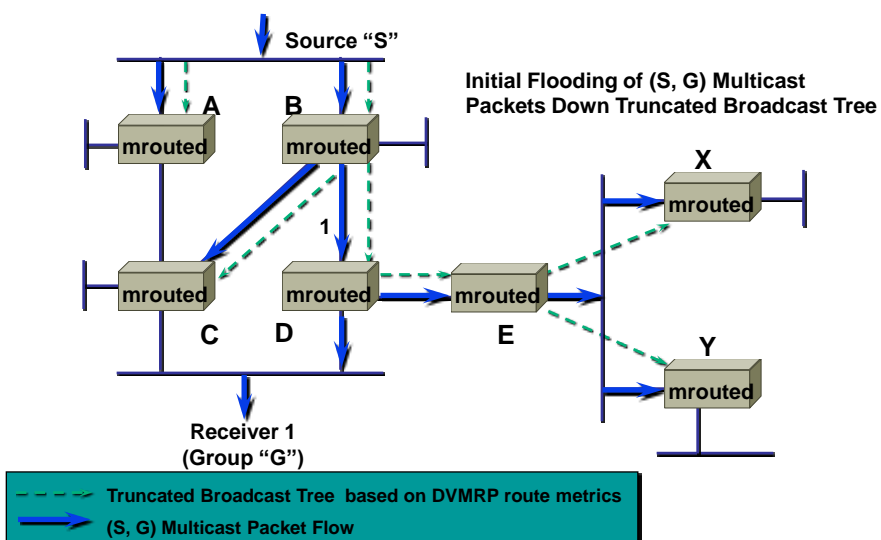 Source “S”
Initial Flooding of (S, G) Multicast
Packets Down Truncated Broadcast Tree
A
B
mrouted
mrouted
X
mrouted
1
mrouted
mrouted
mrouted
C
D
E
Y
mrouted
Receiver 1
(Group “G”)
Truncated Broadcast Tree based on DVMRP route metrics
(S, G) Multicast Packet Flow